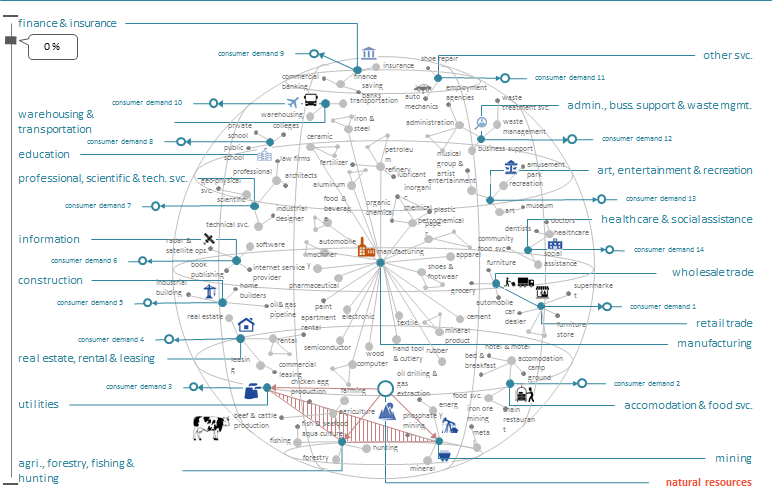 finance & insurance
0 %
consumer demand 9
shoe repair
other svc.
insurance
commercial
banking
finance
saving
banks
consumer demand 11
employment
agencies
auto
mechanics
consumer demand 10
transportation
waste
treatment svc.
admin., buss. support & waste mgmt.
warehousing
warehousing &
transportation
iron &
steel
administration
waste
management
private
school
colleges
consumer demand 8
ceramic
consumer demand 12
public
school
petroleu
m
refinery
musical
group &
artist
business support
education
law firms
fertilizer
amusement
park
art, entertainment & recreation
professional
architects
lubricant
entertainment
recreation
professional, scientific & tech. svc.
geo-physical
svc.
aluminum
inorgani
c
chemical
scientific
food &
beverag
e
organic
chemical
consumer demand 13
consumer demand 7
industrial
designer
plastic
art
museum
technical svc.
petrochemical
pape
r
doctors
healthcare & social assistance
dentists
healthcare
information
radar &
satellite ops.
software
automobile
community
food svc.
consumer demand 14
machiner
y
manufacturing
apparel
social
assistance
consumer demand 6
book
publishing
internet service
provider
shoes &
footwear
furniture
wholesale trade
construction
industrial
building
home
builders
pharmaceutical
grocery
supermarke
t
consumer demand 5
oil& gas
pipeline
paint
automobile
consumer demand 1
real estate
apartment
rental
electronic
textile
cement
car
dealer
furniture
store
retail trade
consumer demand 4
rental
semiconductor
mineral
product
manufacturing
hand tool
& cutlery
rubber
hotel & motel
real estate, rental & leasing
leasin
g
wood
computer
bed &
breakfast
accomodation
camp
ground
commercial
leasing
oil drilling &
gas
extraction
consumer demand 3
chicken egg
production
farming
consumer demand 2
food svc.
utilities
energ
y
iron ore
mining
main
restauran
t
accomodation & food svc.
beef & cattle
production
agriculture
phosphate
mining
fish & seafood
aqua culture
meta
fishing
hunting
agri., forestry, fishing &
hunting
forestry
mineral
mining
natural resources